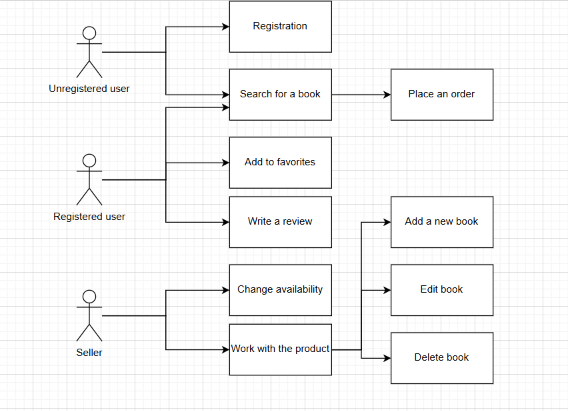 Registration
Unregistered user
Search for a book
Place an order
Add to favorites
Registered user
Write a review
Add a new book
Change availability
Edit book
Seller
Work with the product
Delete book